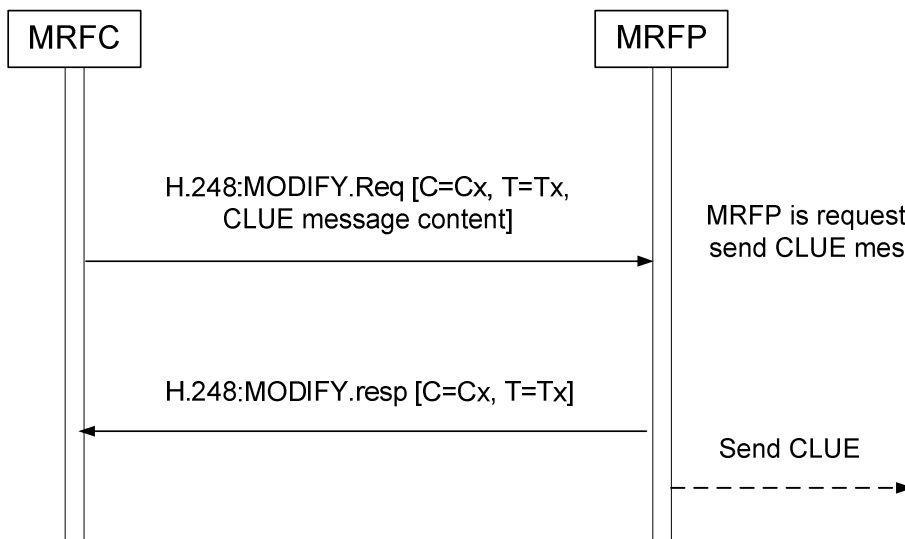 MRFC
MRFP
H.248:MODIFY.Req [C=Cx, T=Tx,
CLUE message content]
MRFP is request
send CLUE mes
H.248:MODIFY.resp [C=Cx, T=Tx]
Send CLUE